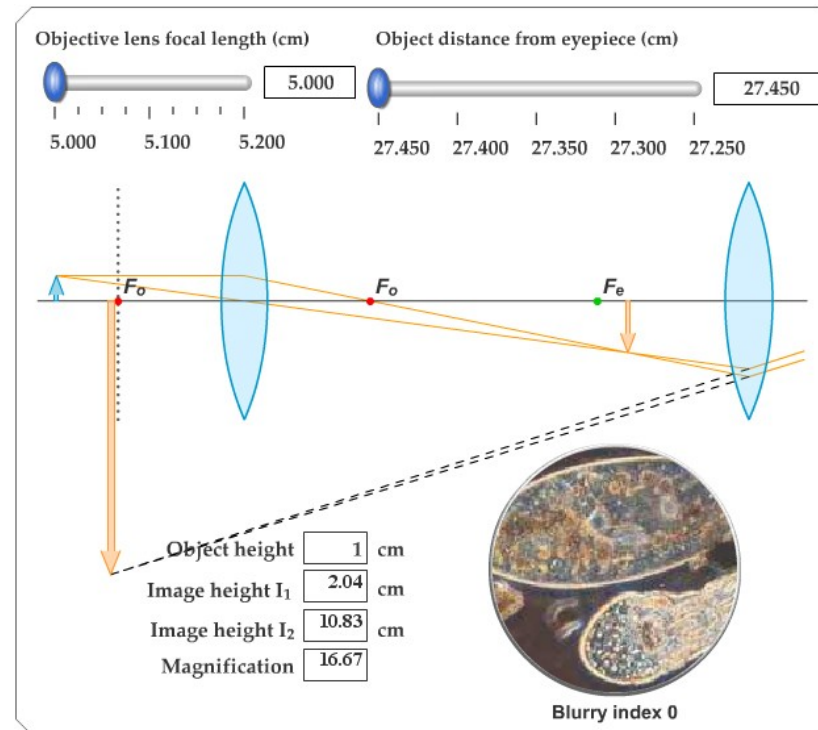 Objective lens focal length (cm) Object distance from eyepiece (cm)
5.000 27.450
5.000 5.100 5.200 27.450 27.400 27.350 27.300 27.250
Fo Fo Fe
Object height 1 cm
Image height I₁ 2.04 cm
Image height I₂ 10.83 cm
Magnification 16.67
Blurry index 0